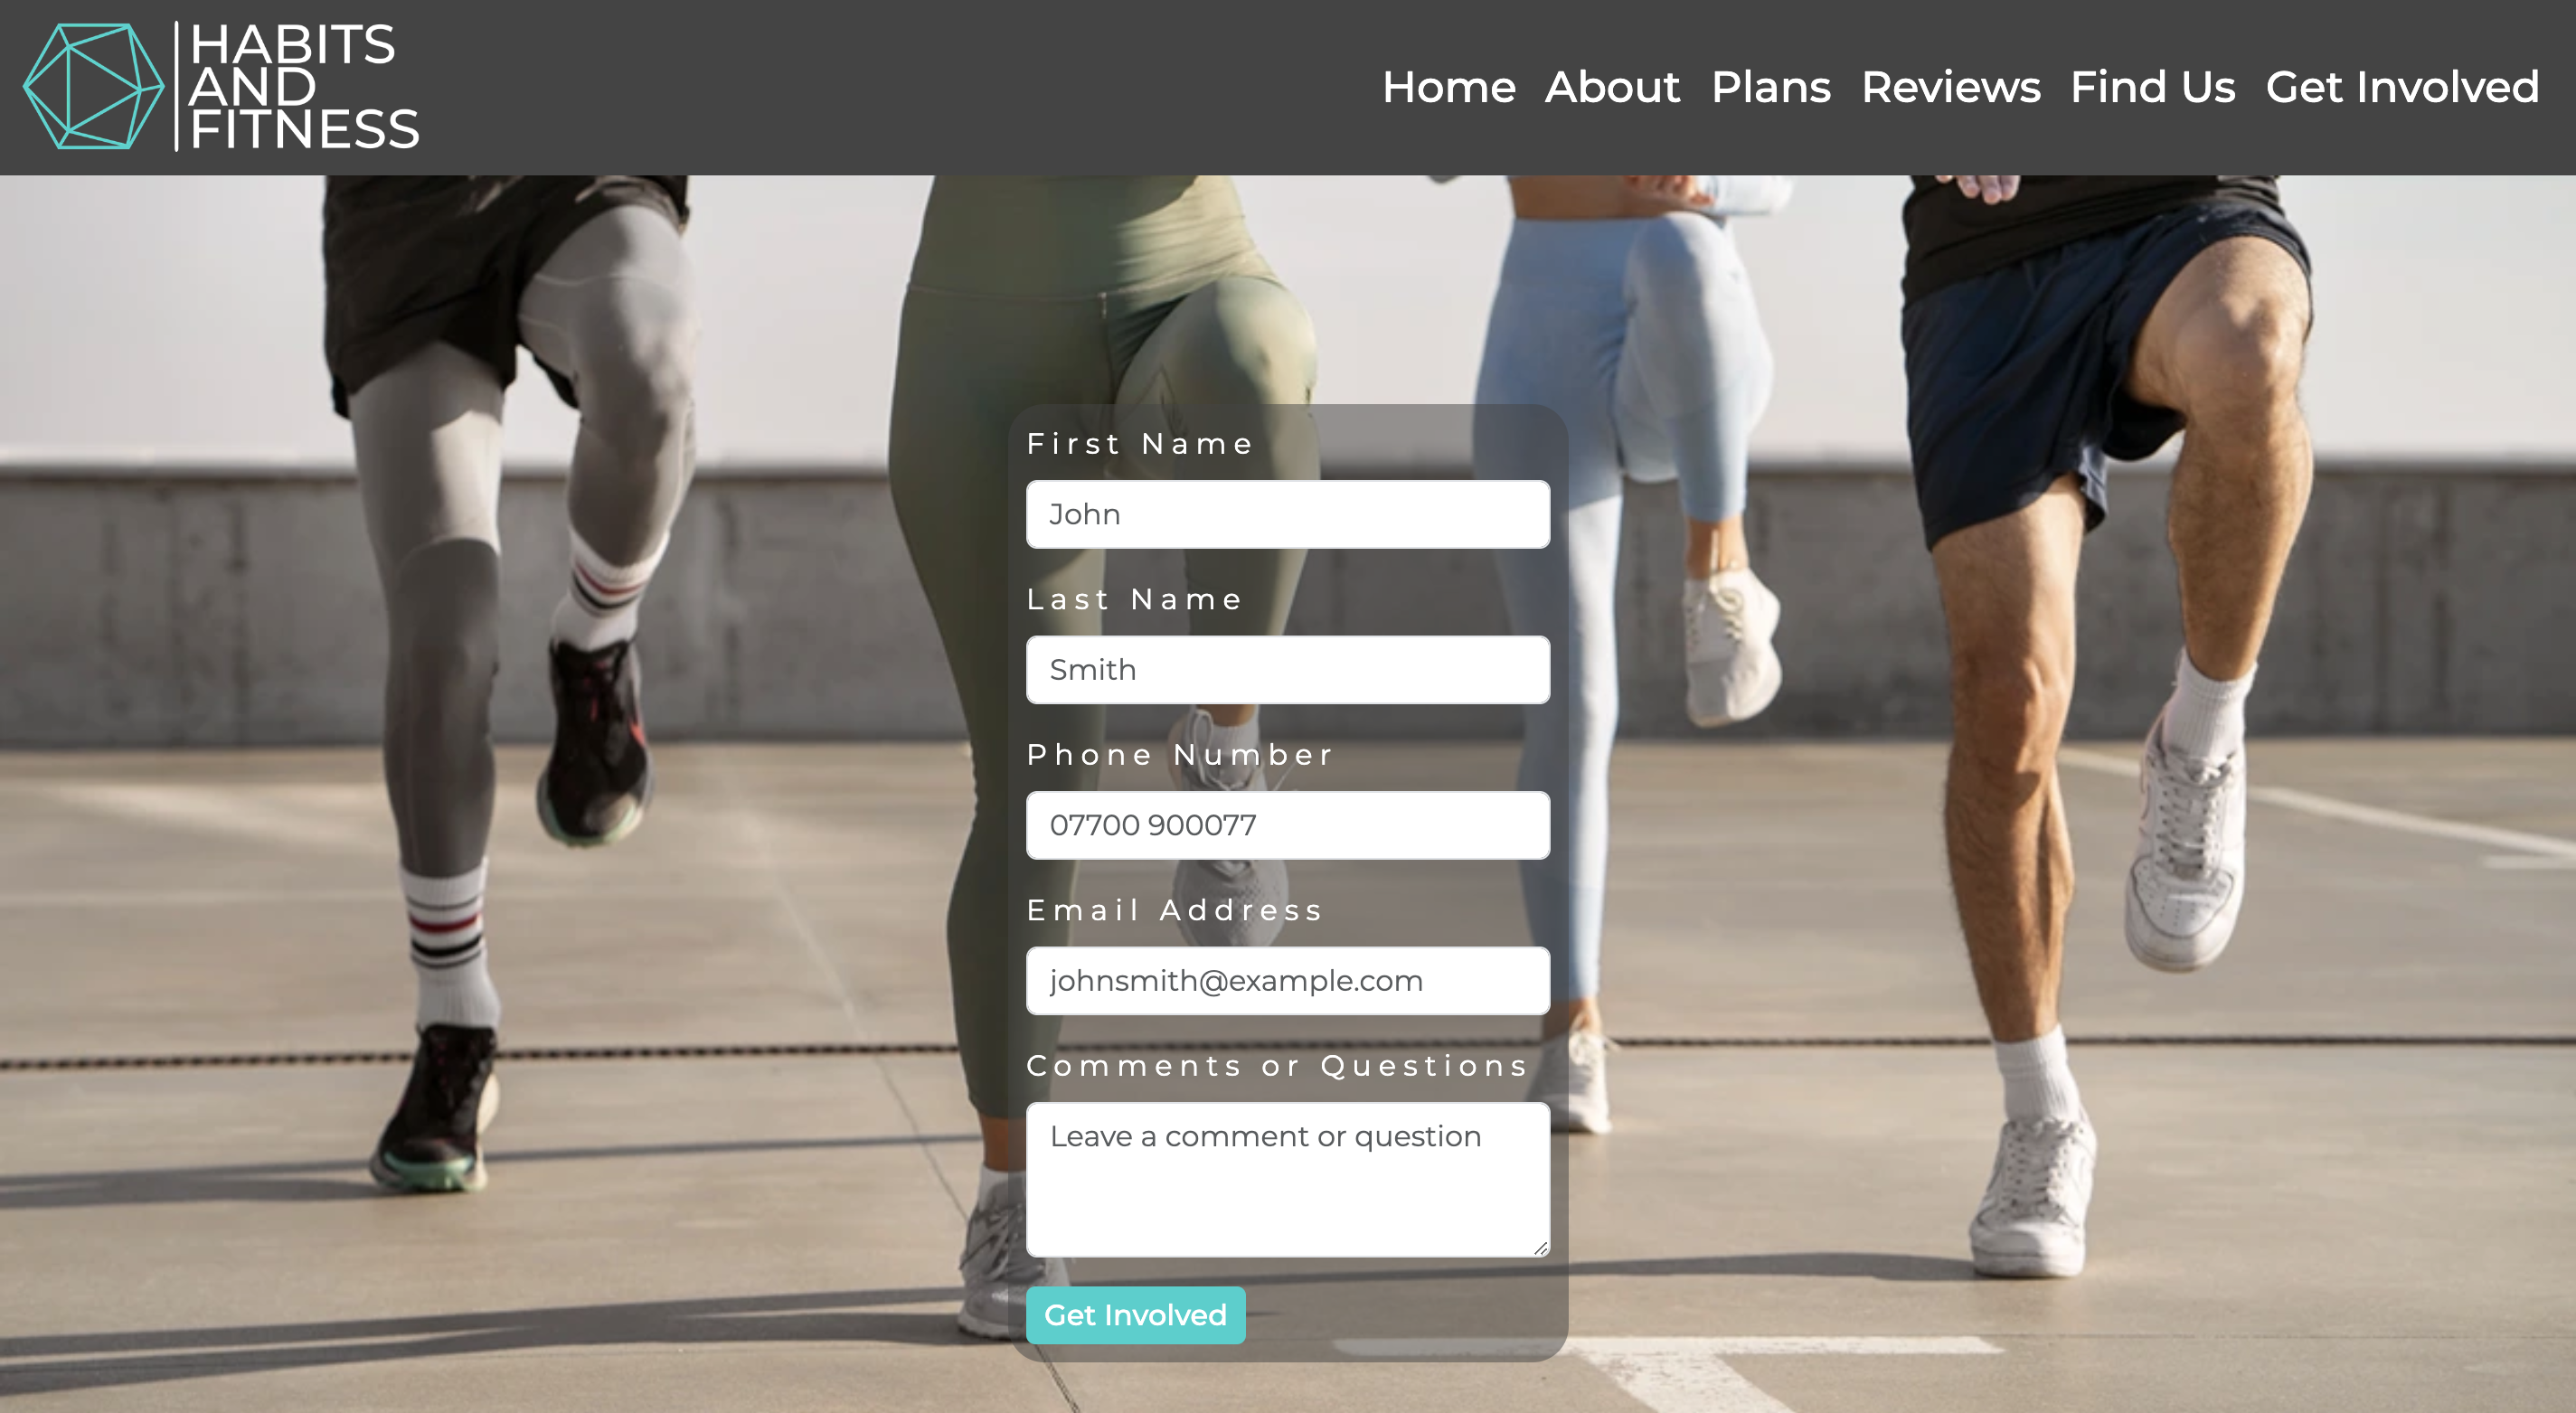 HABITS
AND
FITNESS
Home About Plans Reviews Find Us Get Involved
First Name
John
Last Name
Smith
Phone Number
07700 900077
Email Address
johnsmith@example.com
Comments or Questions
Leave a comment or question
Get Involved